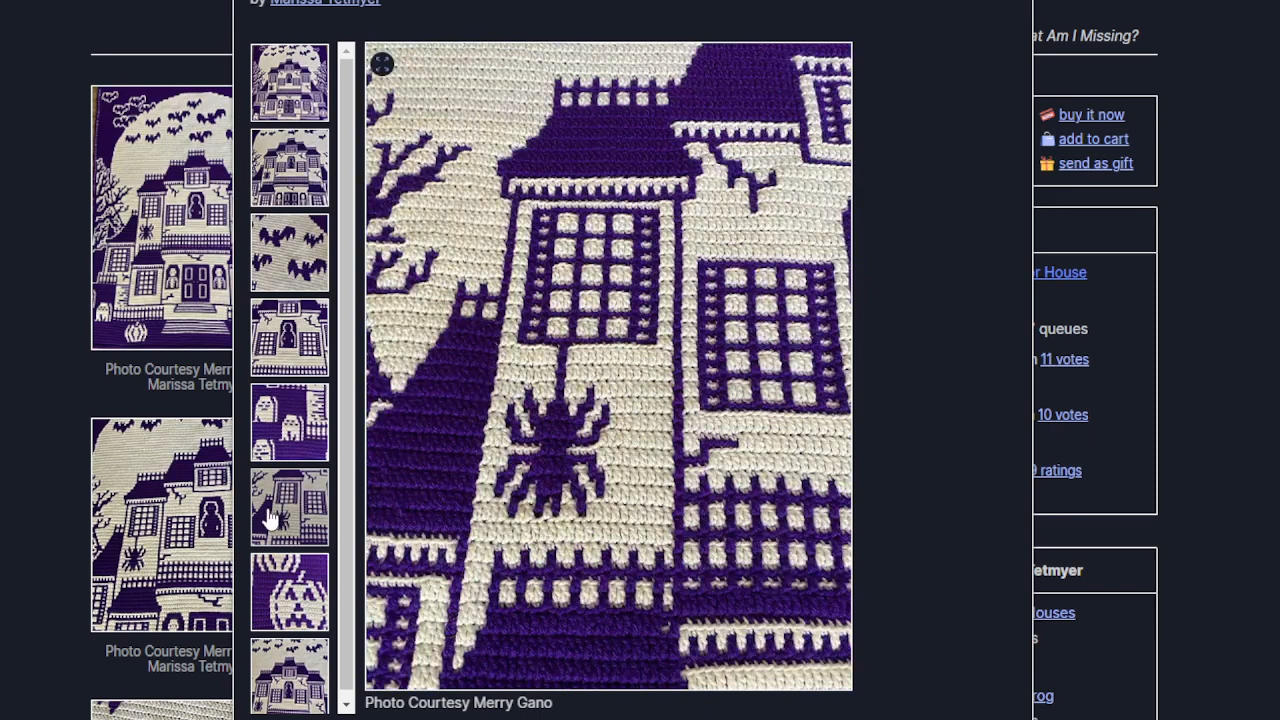 by Marissa Tetmyer
at Am I Missing?
buy it now
add to cart
send as gift
r House
queues
11 votes
10 votes
ratings
Photo Courtesy Merr
Marissa Tetmy
etmyer
ouses
s
Photo Courtesy Merr
Marissa Tetmy
rog
Photo Courtesy Merry Gano